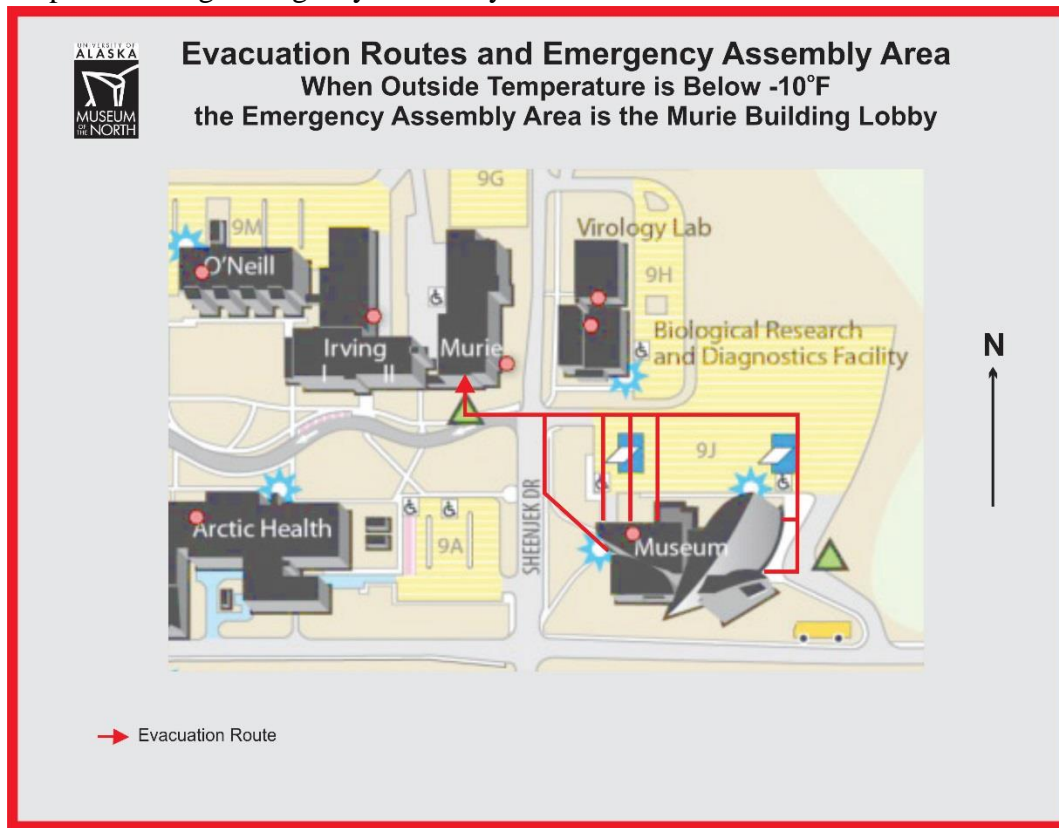 UNIVERSITY OF
ALASKA
MUSEUM
OF THE NORTH
Evacuation Routes and Emergency Assembly Area
When Outside Temperature is Below -10°F
the Emergency Assembly Area is the Murie Building Lobby
9G
9M
Virology Lab
O'Neill
9H
Irving
I II
Murie
Biological Research
and Diagnostics Facility
N
9J
Arctic Health
9A
SHEENJEK DR
Museum
Evacuation Route